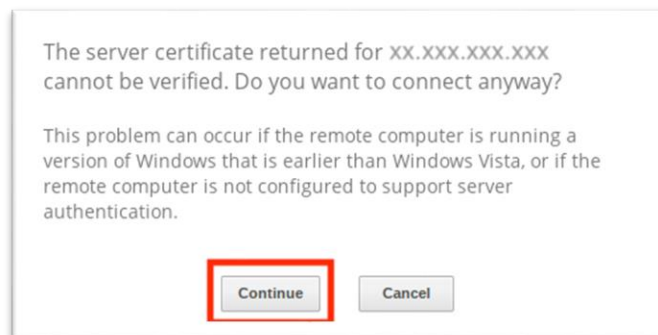 The server certificate returned for XX.XXX.XXX.XXX
cannot be verified. Do you want to connect anyway?
This problem can occur if the remote computer is running a
version of Windows that is earlier than Windows Vista, or if the
remote computer is not configured to support server
authentication.
Continue Cancel